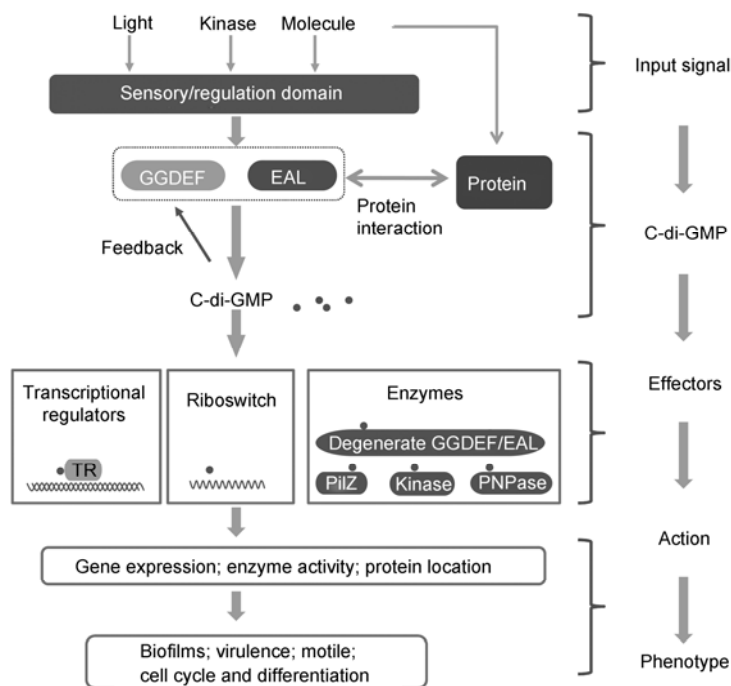 Light
Kinase
Molecule
Input signal
Sensory/regulation domain
GGDEF
EAL
Protein
Protein
interaction
Feedback
C-di-GMP
C-di-GMP
Transcriptional
regulators
Riboswitch
Enzymes
Effectors
Degenerate GGDEF/EAL
TR
PilZ
Kinase
PNPase
Action
Gene expression; enzyme activity; protein location
Biofilms; virulence; motile;
cell cycle and differentiation
Phenotype